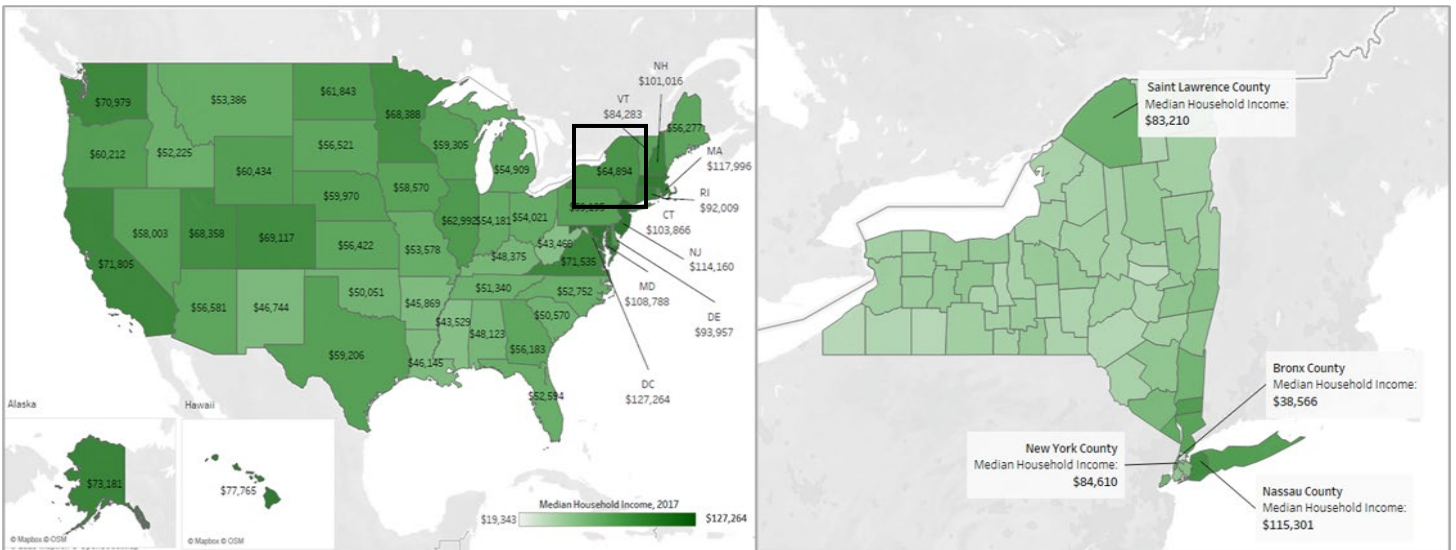 NH
$101,016
VT
$84,283
$70,979
$53,386
$61,843
$68,388
$56,277
$59,305
MA
$117,996
$60,212
$52,225
$56,521
$54,909
$64,894
$60,434
$58,570
RI
$92,009
$59,970
CT
$103,866
$62,992
$54,181
$54,021
$58,003
$68,358
$69,117
$56,422
$53,578
$43,469
NJ
$114,160
$71,805
$48,375
$71,535
MD
$108,788
$51,340
$52,752
$56,581
$46,744
$50,051
$45,869
$50,570
DE
$93,957
$43,529
$48,123
$56,183
$59,206
$46,145
DC
$127,264
$52,594
Alaska
Hawaii
$73,181
$77,765
Median Household Income, 2017
$19,343
$127,264
© Mapbox © OSM
© Mapbox © OSM
Saint Lawrence County
Median Household Income:
$83,210
Bronx County
Median Household Income:
$38,566
New York County
Median Household Income:
$84,610
Nassau County
Median Household Income:
$115,301